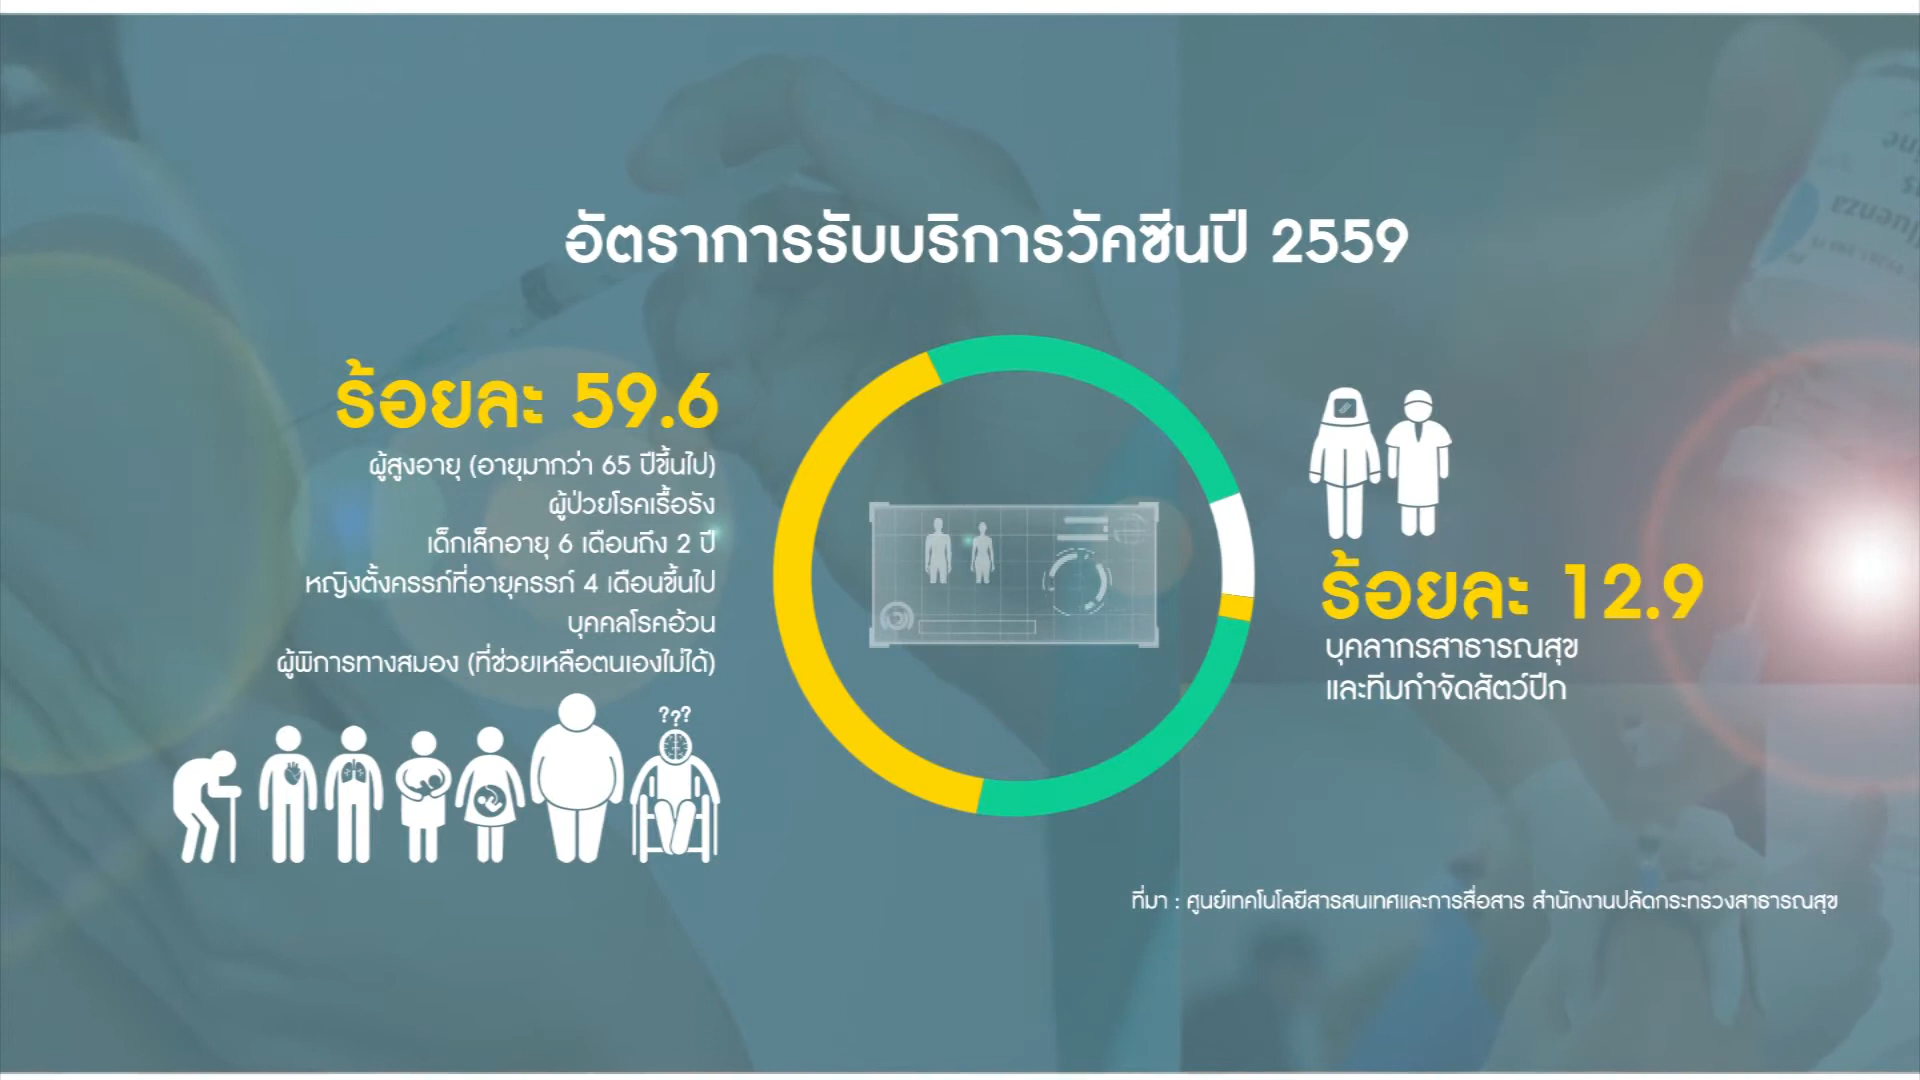 อัตราการรับบริการวัคซีนปี 2559
ร้อยละ 59.6
ผู้สูงอายุ (อายุมากว่า 65 ปีขึ้นไป)
ผู้ป่วยโรคเรื้อรัง
เด็กเล็กอายุ 6 เดือนถึง 2 ปี
หญิงตั้งครรภ์ที่อายุครรภ์ 4 เดือนขึ้นไป
บุคคลโรคอ้วน
ผู้พิการทางสมอง (ที่ช่วยเหลือตนเองไม่ได้)
???
ร้อยละ 12.9
บุคลากรสาธารณสุข
และทีมกำจัดสัตว์ปีก
ที่มา : ศูนย์เทคโนโลยีสารสนเทศและการสื่อสาร สำนักงานปลัดกระทรวงสาธารณสุข